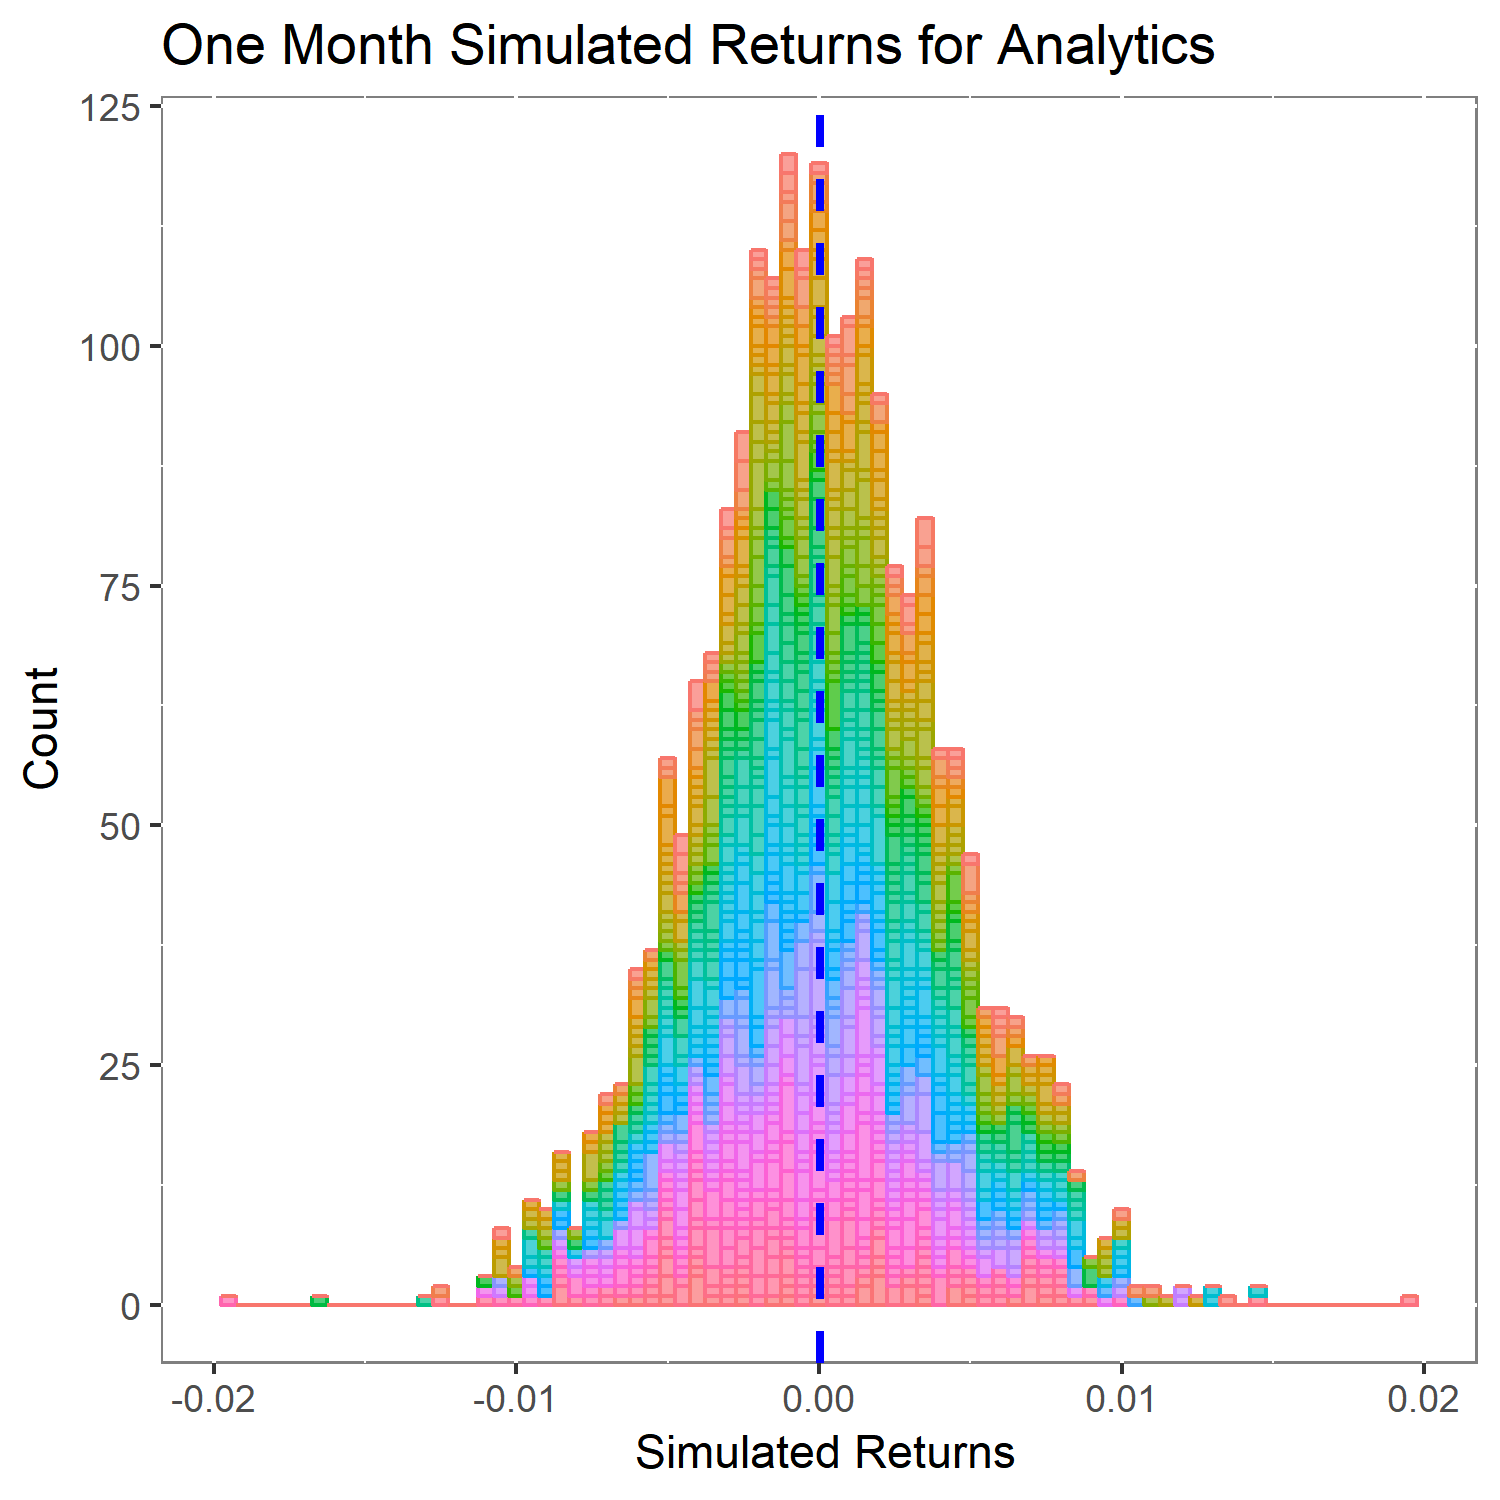 One Month Simulated Returns for Analytics
125
100
75
50
25
0
Count
-0.02 -0.01 0.00 0.01 0.02
Simulated Returns